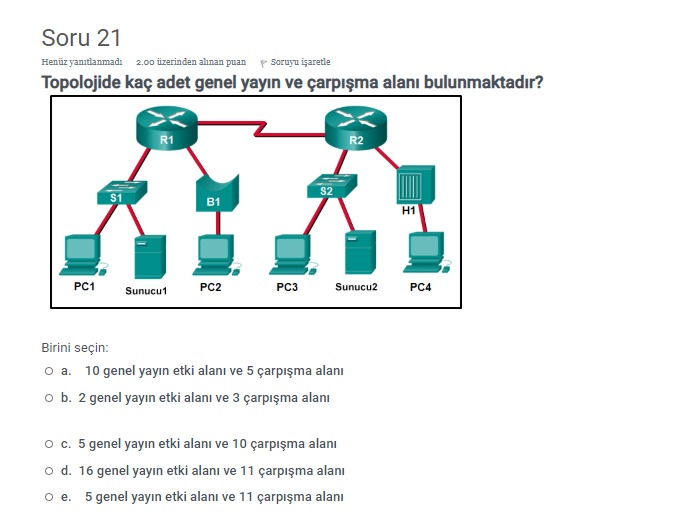 Soru 21
Henüz yanıtlanmadı 2.00 üzerinden alınan puan Soruyu işaretle
Topolojide kaç adet genel yayın ve çarpışma alanı bulunmaktadır?
R1 R2
S1 B1 S2 H1
PC1 Sunucu1 PC2 PC3 Sunucu2 PC4
Birini seçin:
a. 10 genel yayın etki alanı ve 5 çarpışma alanı
b. 2 genel yayın etki alanı ve 3 çarpışma alanı
c. 5 genel yayın etki alanı ve 10 çarpışma alanı
d. 16 genel yayın etki alanı ve 11 çarpışma alanı
e. 5 genel yayın etki alanı ve 11 çarpışma alanı